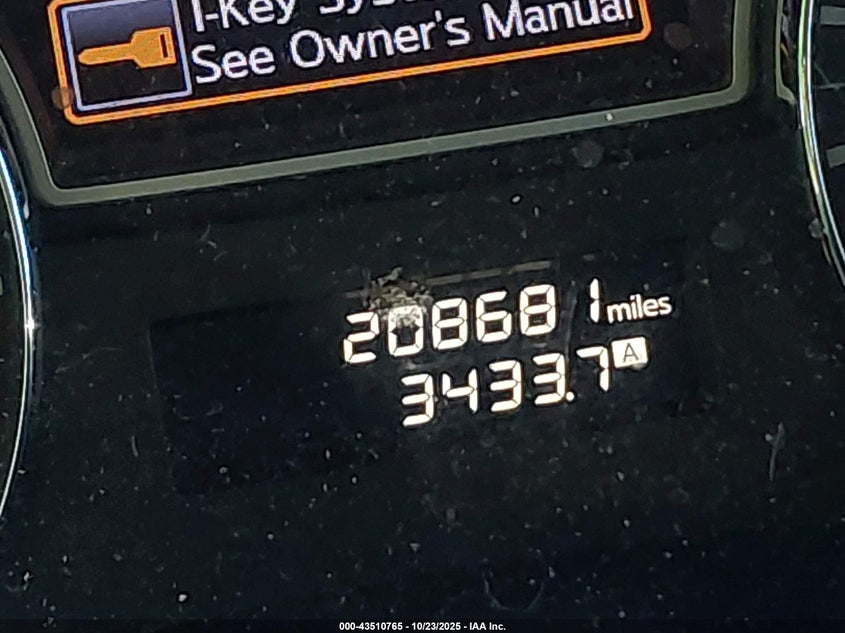 I-Key
See Owner's Manual
208681 miles
3433.7 A
000-43510765 - 10/23/2025 - IAA Inc.